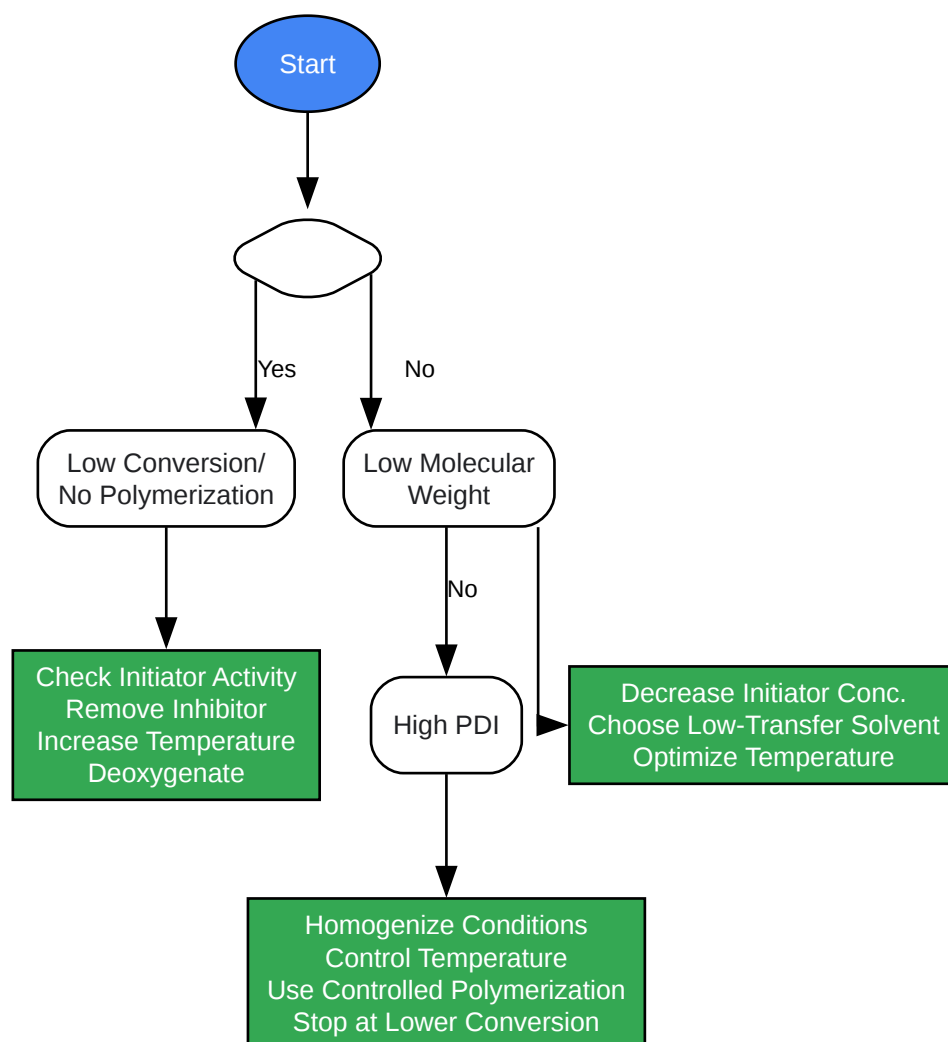 Start
Yes
No
Low Conversion/
No Polymerization
Low Molecular
Weight
No
Check Initiator Activity
Remove Inhibitor
Increase Temperature
Deoxygenate
High PDI
Decrease Initiator Conc.
Choose Low-Transfer Solvent
Optimize Temperature
Homogenize Conditions
Control Temperature
Use Controlled Polymerization
Stop at Lower Conversion